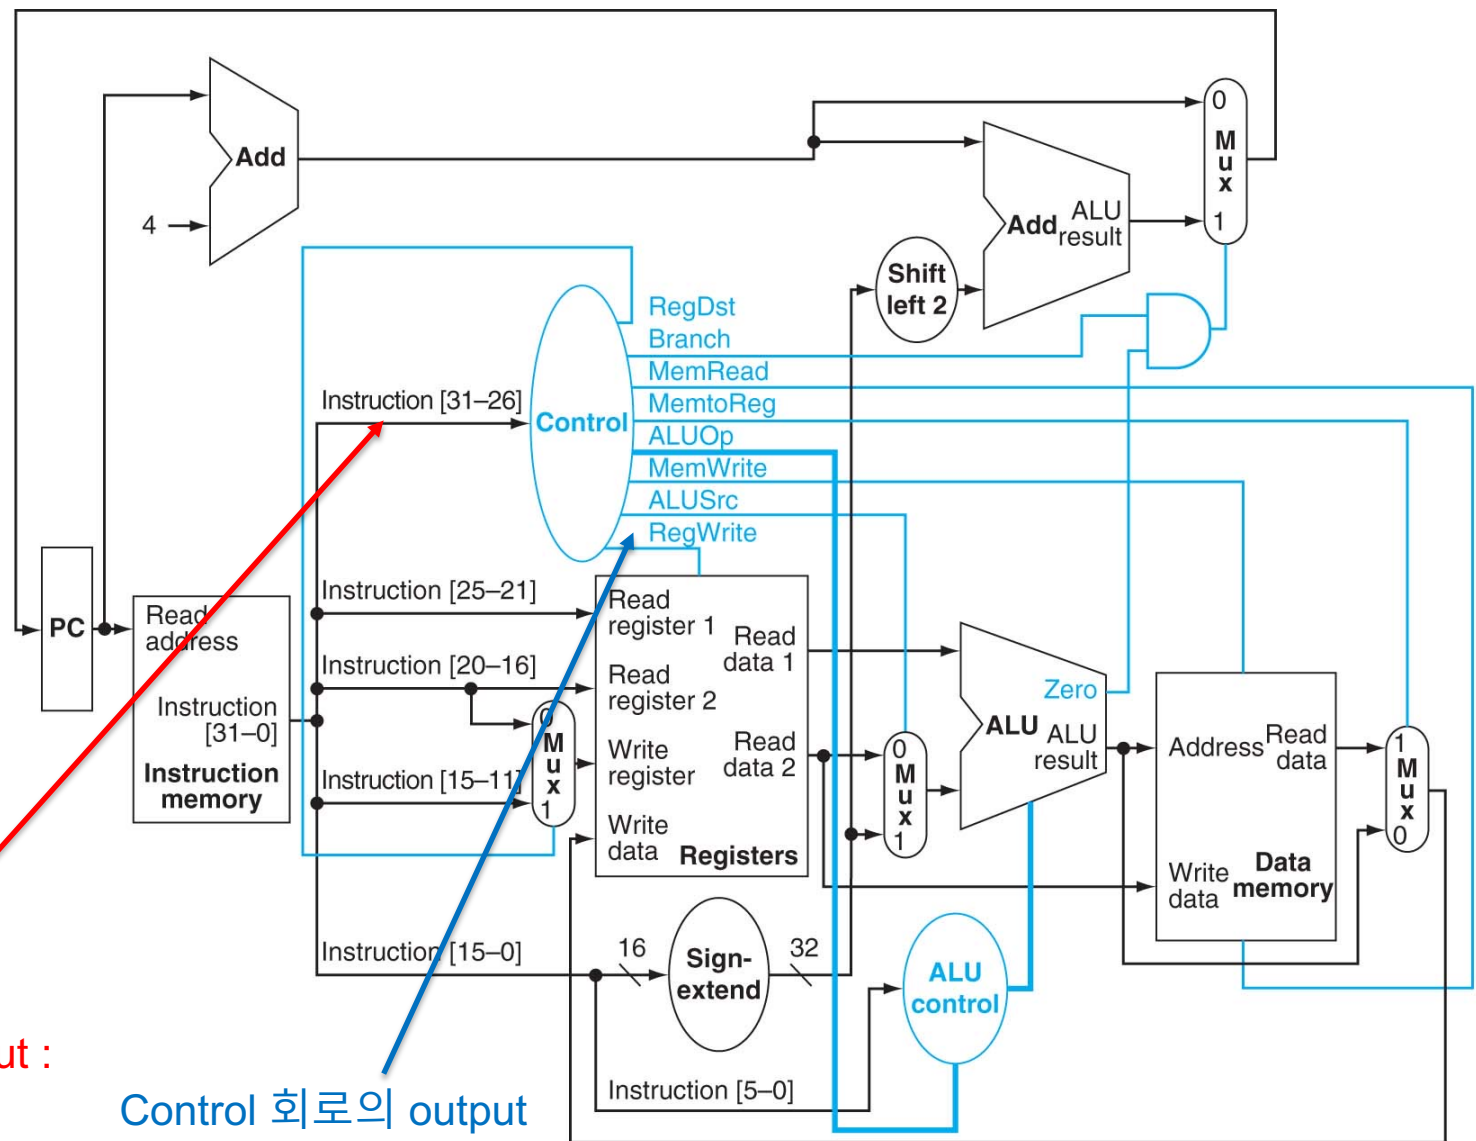 0
M
u
x
1
Add
4
Add
ALU
result
Shift
left 2
RegDst
Branch
MemRead
MemtoReg
ALUOp
MemWrite
ALUSrc
RegWrite
Control
Instruction [31–26]
Instruction [25–21]
Instruction [20–16]
Instruction [15–11]
Instruction [15–0]
Instruction [5–0]
PC
Read
address
Instruction
[31–0]
Instruction
memory
0
M
u
x
1
Read
register 1
Read
register 2
Write
register
Write
data
Read
data 1
Read
data 2
Registers
0
M
u
x
1
Zero
ALU
ALU
result
Address
Read
data
Write
data
Data
memory
1
M
u
x
0
16
Sign-
extend
32
ALU
control
ut :
Control 회로의 output